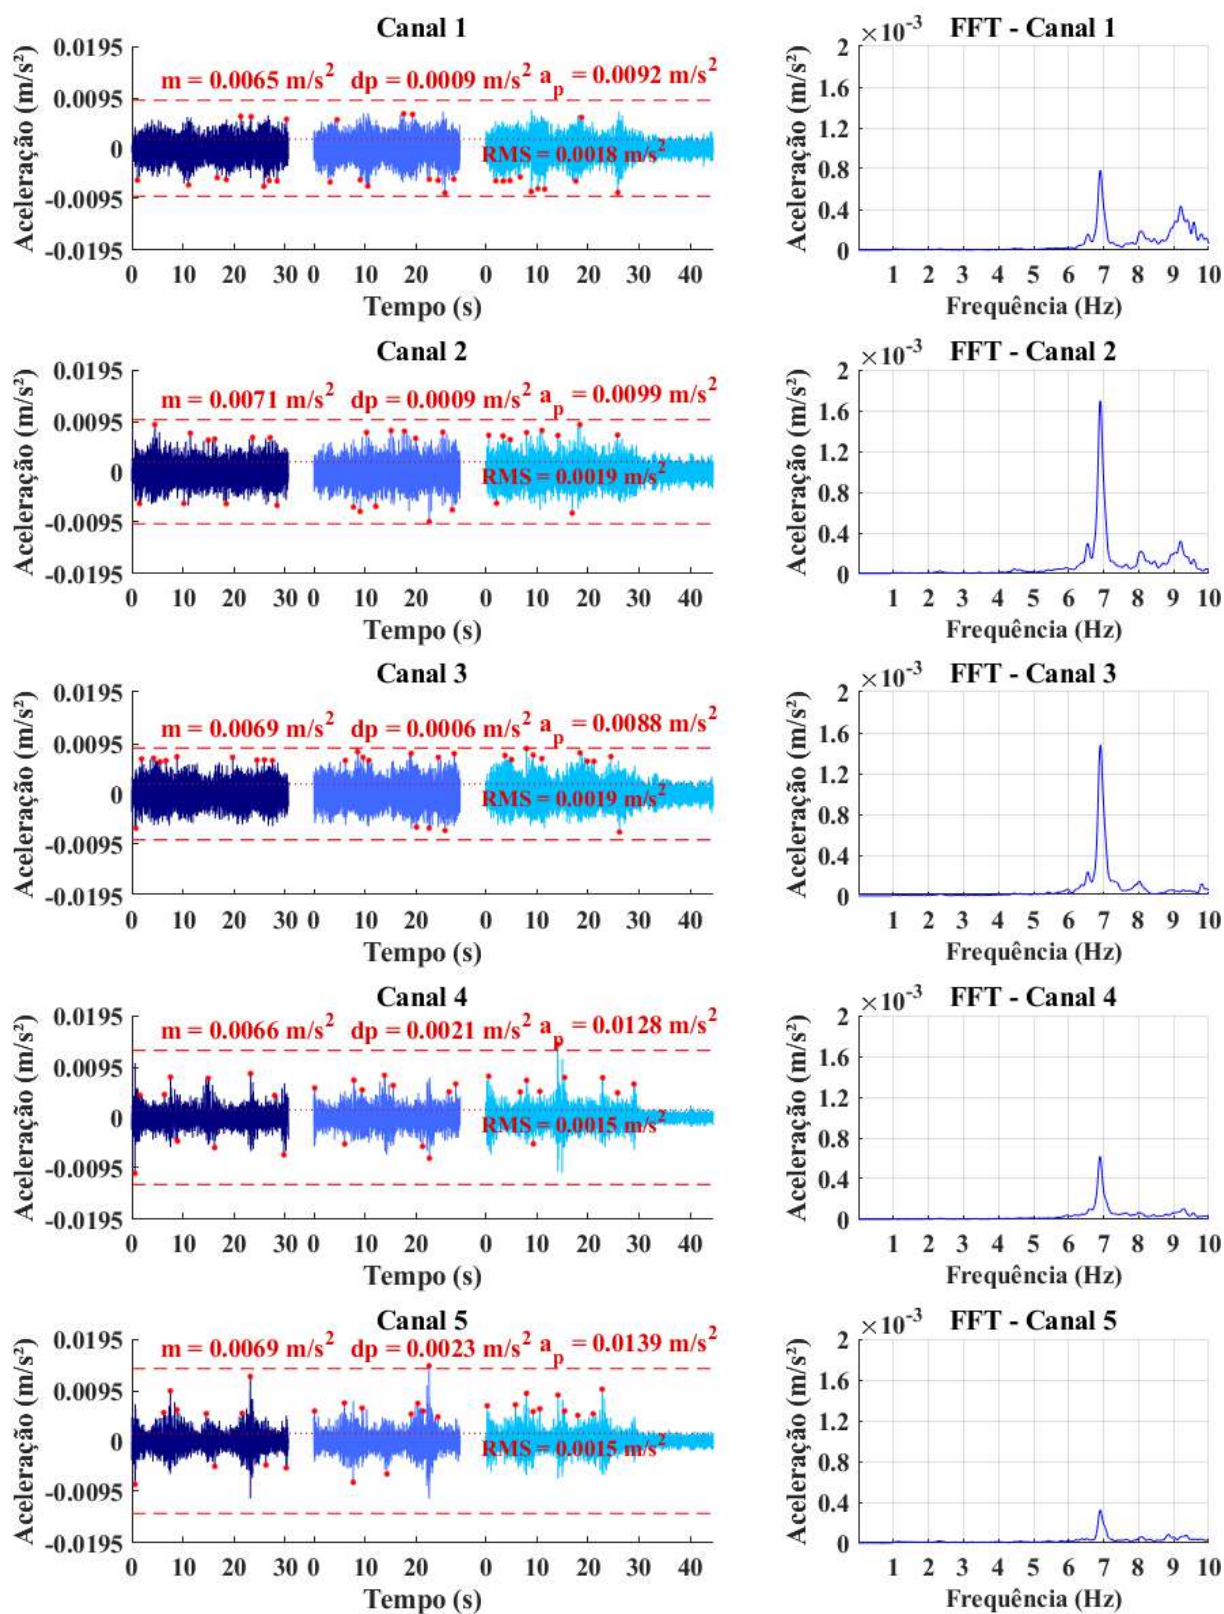 Canal 1
Aceleração (m/s²)
0.0195
0.0095
0
-0.0095
-0.0195
m = 0.0065 m/s² dp = 0.0009 m/s² aₚ = 0.0092 m/s²
RMS = 0.0018 m/s²
0 10 20 30 0 10 20 0 10 20 30 40
Tempo (s)
×10⁻³ FFT - Canal 1
Aceleração (m/s²)
2
1.6
1.2
0.8
0.4
0
1 2 3 4 5 6 7 8 9 10
Frequência (Hz)
Canal 2
Aceleração (m/s²)
0.0195
0.0095
0
-0.0095
-0.0195
m = 0.0071 m/s² dp = 0.0009 m/s² aₚ = 0.0099 m/s²
RMS = 0.0019 m/s²
0 10 20 30 0 10 20 0 10 20 30 40
Tempo (s)
×10⁻³ FFT - Canal 2
Aceleração (m/s²)
2
1.6
1.2
0.8
0.4
0
1 2 3 4 5 6 7 8 9 10
Frequência (Hz)
Canal 3
Aceleração (m/s²)
0.0195
0.0095
0
-0.0095
-0.0195
m = 0.0069 m/s² dp = 0.0006 m/s² aₚ = 0.0088 m/s²
RMS = 0.0019 m/s²
0 10 20 30 0 10 20 0 10 20 30 40
Tempo (s)
×10⁻³ FFT - Canal 3
Aceleração (m/s²)
2
1.6
1.2
0.8
0.4
0
1 2 3 4 5 6 7 8 9 10
Frequência (Hz)
Canal 4
Aceleração (m/s²)
0.0195
0.0095
0
-0.0095
-0.0195
m = 0.0066 m/s² dp = 0.0021 m/s² aₚ = 0.0128 m/s²
RMS = 0.0015 m/s²
0 10 20 30 0 10 20 0 10 20 30 40
Tempo (s)
×10⁻³ FFT - Canal 4
Aceleração (m/s²)
2
1.6
1.2
0.8
0.4
0
1 2 3 4 5 6 7 8 9 10
Frequência (Hz)
Canal 5
Aceleração (m/s²)
0.0195
0.0095
0
-0.0095
-0.0195
m = 0.0069 m/s² dp = 0.0023 m/s² aₚ = 0.0139 m/s²
RMS = 0.0015 m/s²
0 10 20 30 0 10 20 0 10 20 30 40
Tempo (s)
×10⁻³ FFT - Canal 5
Aceleração (m/s²)
2
1.6
1.2
0.8
0.4
0
1 2 3 4 5 6 7 8 9 10
Frequência (Hz)